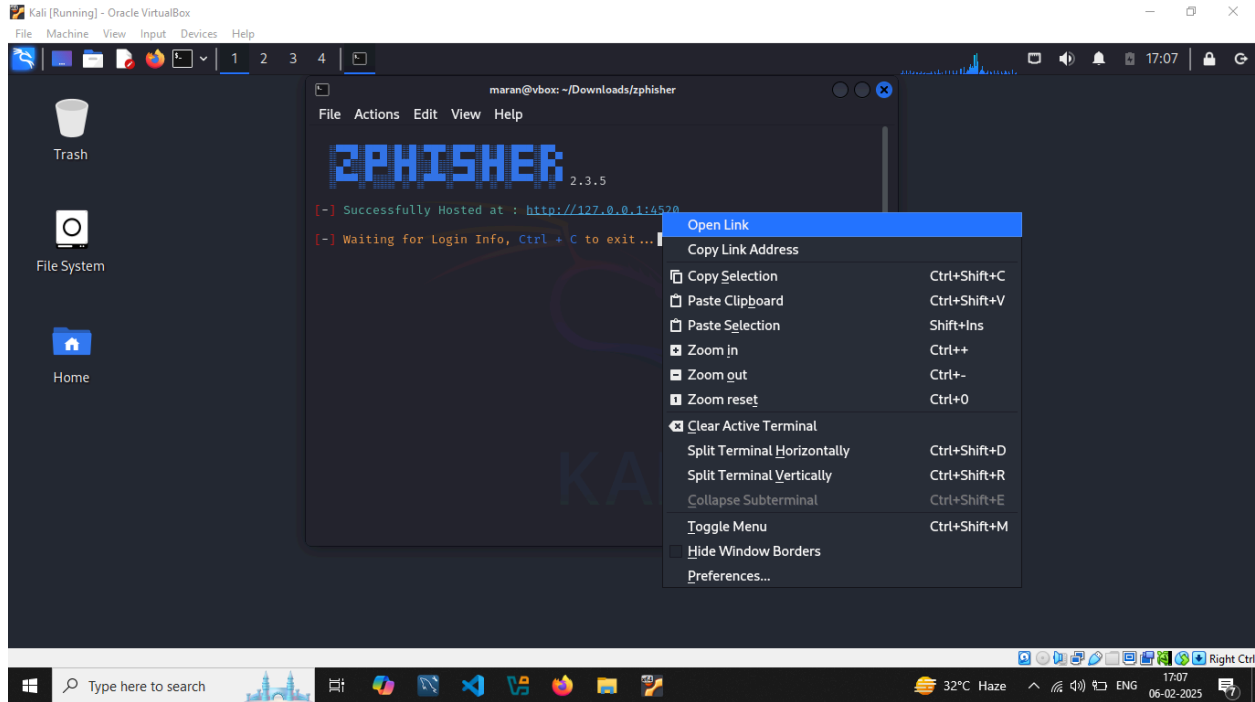 Kali [Running] - Oracle VirtualBox
File Machine View Input Devices Help
1 2 3 4
17:07
maran@vbox: ~/Downloads/zphisher
File Actions Edit View Help
ZPHISHER 2.3.5
[-] Successfully Hosted at : http://127.0.0.1:4520
[-] Waiting for Login Info, Ctrl + C to exit...
Trash
File System
Home
Open Link
Copy Link Address
Copy Selection Ctrl+Shift+C
Paste Clipboard Ctrl+Shift+V
Paste Selection Shift+Ins
Zoom in Ctrl++
Zoom out Ctrl+-
Zoom reset Ctrl+0
Clear Active Terminal
Split Terminal Horizontally Ctrl+Shift+D
Split Terminal Vertically Ctrl+Shift+R
Collapse Subterminal Ctrl+Shift+E
Toggle Menu Ctrl+Shift+M
Hide Window Borders
Preferences...
KA
Right Ctrl
Type here to search
32°C Haze
ENG
17:07
06-02-2025
7